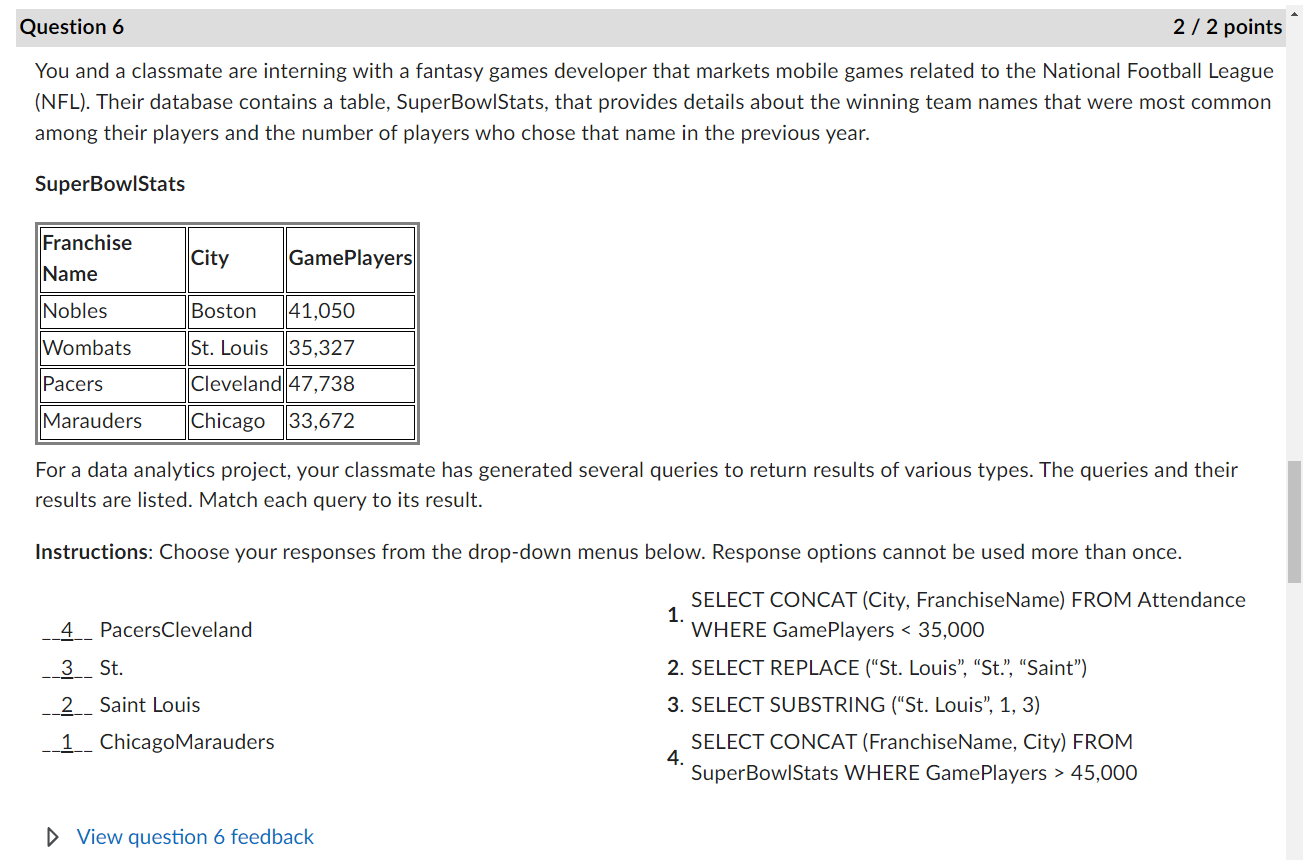 Question 6
2 / 2 points
You and a classmate are interning with a fantasy games developer that markets mobile games related to the National Football League
(NFL). Their database contains a table, SuperBowlStats, that provides details about the winning team names that were most common
among their players and the number of players who chose that name in the previous year.
SuperBowlStats
Franchise
Name
City
GamePlayers
Nobles
Boston
41,050
Wombats
St. Louis
35,327
Pacers
Cleveland
47,738
Marauders
Chicago
33,672
For a data analytics project, your classmate has generated several queries to return results of various types. The queries and their
results are listed. Match each query to its result.
Instructions: Choose your responses from the drop-down menus below. Response options cannot be used more than once.
__4__ PacersCleveland
__3__ St.
__2__ Saint Louis
__1__ ChicagoMarauders
1. SELECT CONCAT (City, FranchiseName) FROM Attendance
WHERE GamePlayers < 35,000
2. SELECT REPLACE (“St. Louis”, “St.”, “Saint”)
3. SELECT SUBSTRING (“St. Louis”, 1, 3)
4. SELECT CONCAT (FranchiseName, City) FROM
SuperBowlStats WHERE GamePlayers > 45,000
View question 6 feedback